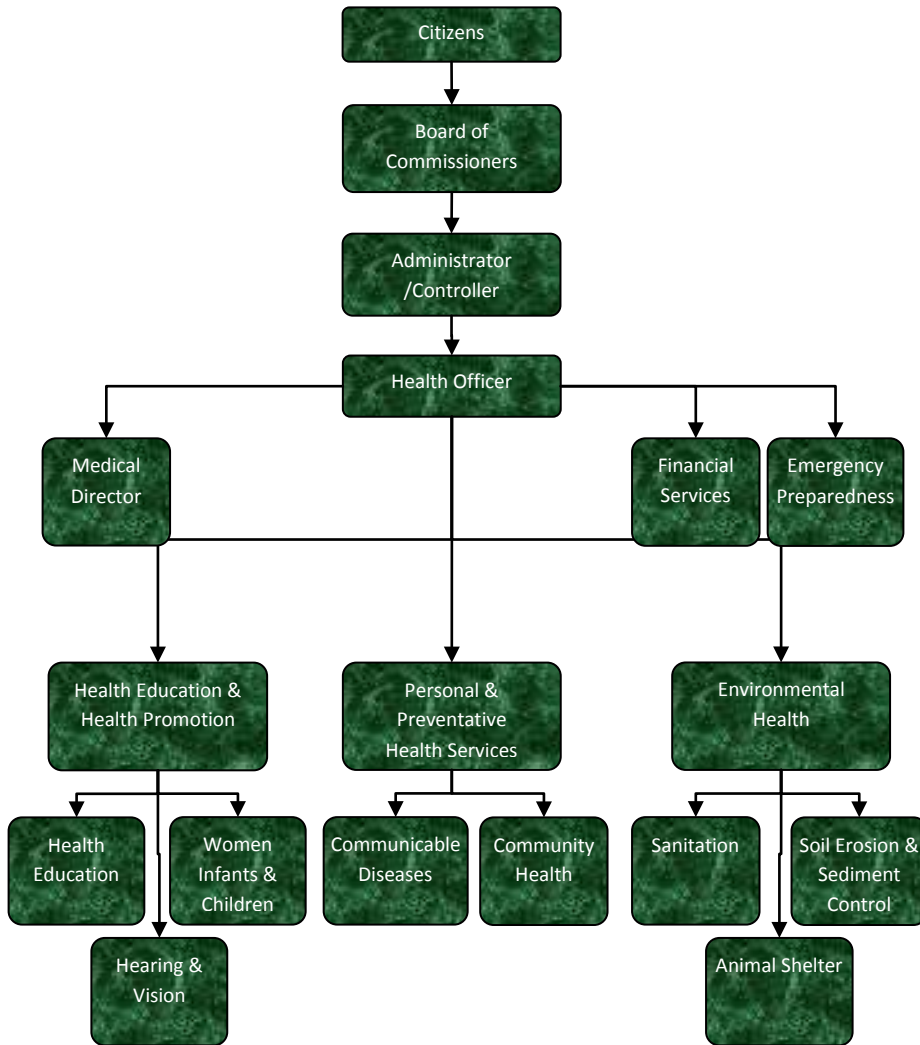 Citizens
Board of
Commissioners
Administrator
/Controller
Health Officer
Medical
Director
Financial
Services
Emergency
Preparedness
Health Education &
Health Promotion
Personal &
Preventative
Health Services
Environmental
Health
Health
Education
Women
Infants &
Children
Communicable
Diseases
Community
Health
Sanitation
Soil Erosion &
Sediment
Control
Hearing &
Vision
Animal Shelter